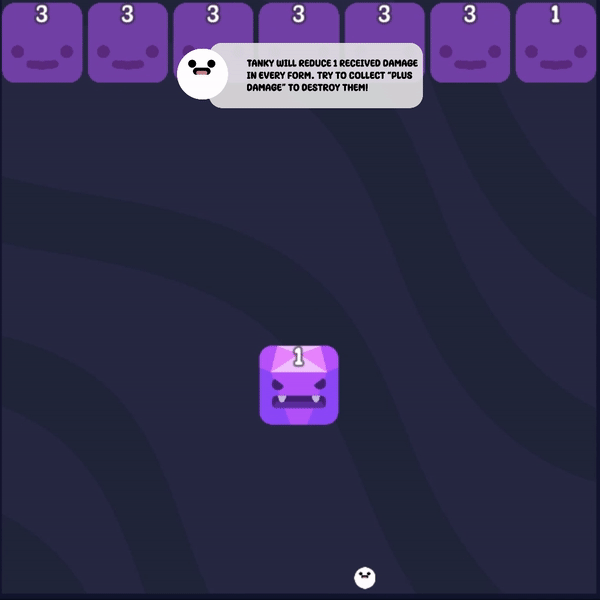 3 3 3 3 3 3 1
TANKY WILL REDUCE 1 RECEIVED DAMAGE
IN EVERY FORM. TRY TO COLLECT "PLUS
DAMAGE" TO DESTROY THEM!
1